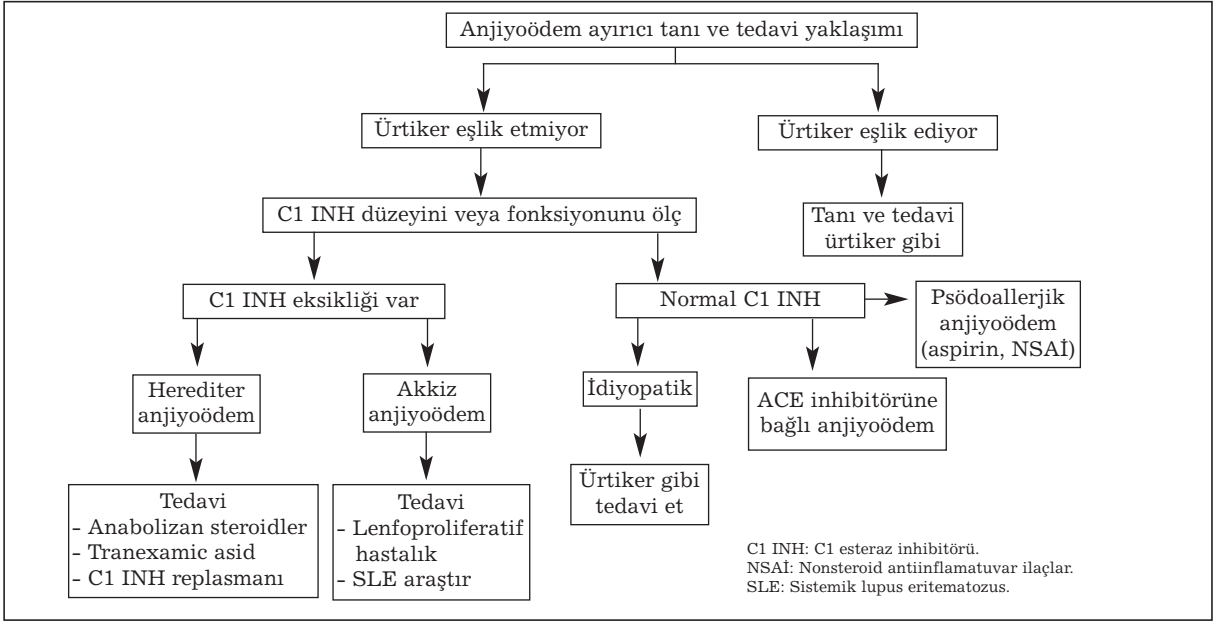 Anjiyoödem ayırıcı tanı ve tedavi yaklaşımı
Ürtiker eşlik etmiyor
Ürtiker eşlik ediyor
C1 INH düzeyini veya fonksiyonunu ölç
Tanı ve tedavi
ürtiker gibi
C1 INH eksikliği var
Normal C1 INH
Psödoallerjik
anjiyoödem
(aspirin, NSAİ)
Herediter
anjiyoödem
Akkiz
anjiyoödem
İdiyopatik
ACE inhibitörüne
bağlı anjiyoödem
Tedavi
- Anabolizan steroidler
- Tranexamic asid
- C1 INH replasmanı
Tedavi
- Lenfoproliferatif
hastalık
- SLE araştır
Ürtiker gibi
tedavi et
C1 INH: C1 esteraz inhibitörü.
NSAİ: Nonsteroid antiinflamatuvar ilaçlar.
SLE: Sistemik lupus eritematozus.